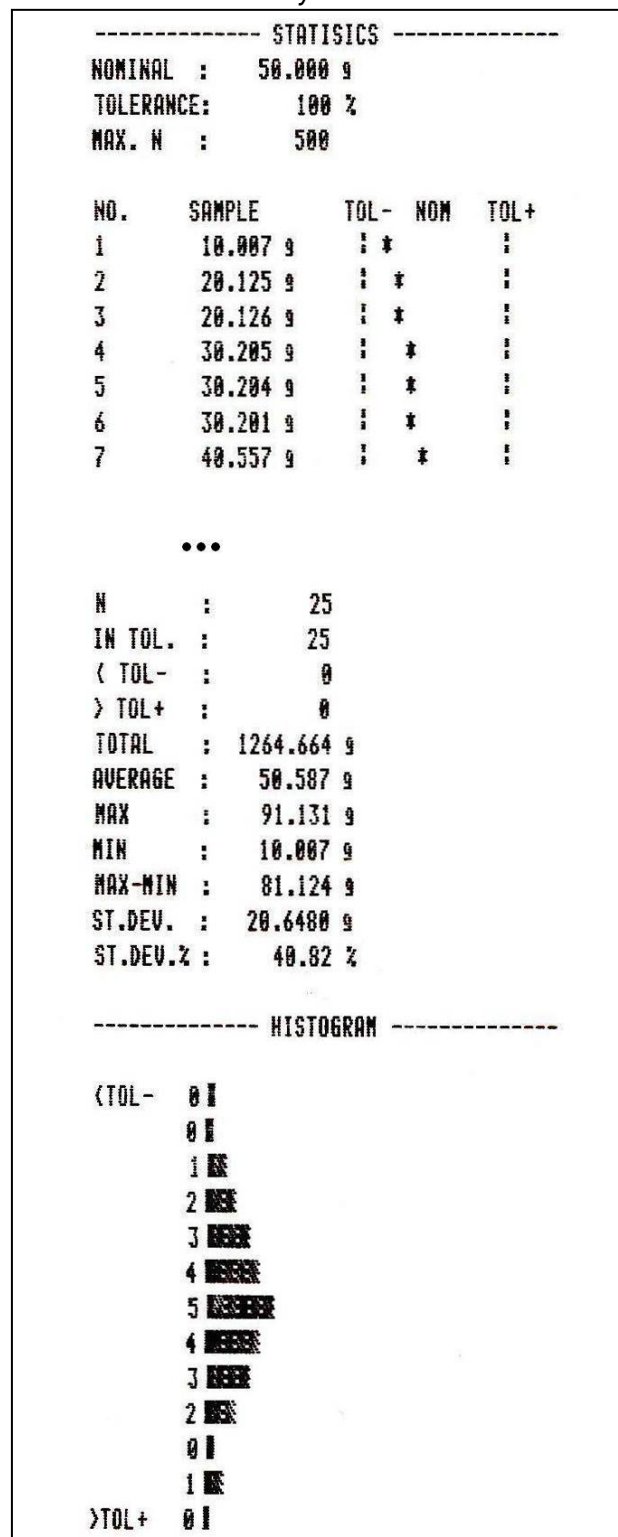 -------------- STATISICS --------------
NOMINAL : 50.000 g
TOLERANCE: 100 %
MAX. N : 500
NO. SAMPLE TOL- NOM TOL+
1 10.007 g ¦ * ¦
2 20.125 g ¦ * ¦
3 20.126 g ¦ * ¦
4 30.205 g ¦ * ¦
5 30.204 g ¦ * ¦
6 30.201 g ¦ * ¦
7 40.557 g ¦ * ¦
•••
N : 25
IN TOL. : 25
< TOL- : 0
> TOL+ : 0
TOTAL : 1264.664 g
AVERAGE : 50.587 g
MAX : 91.131 g
MIN : 10.007 g
MAX-MIN : 81.124 g
ST.DEV. : 20.6480 g
ST.DEV.% : 40.82 %
-------------- HISTOGRAM --------------
<TOL- 0
0
1
2
3
4
5
4
3
2
0
1
>TOL+ 0